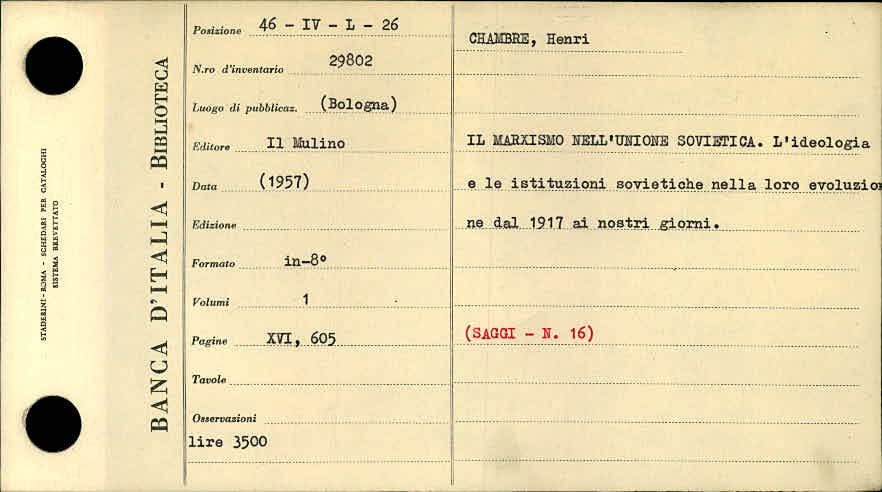 STADERINI - ROMA - SCHEDARI PER CATALOGHI
SISTEMA BREVETTATO
BANCA D'ITALIA - BIBLIOTECA
Posizione 46 - IV - L - 26
N.ro d'inventario 29802
Luogo di pubblicaz. (Bologna)
Editore Il Mulino
Data (1957)
Edizione
Formato in-8°
Volumi 1
Pagine XVI, 605
Tavole
Osservazioni
lire 3500
CHAMBRE, Henri
IL MARXISMO NELL'UNIONE SOVIETICA. L'ideologia
e le istituzioni sovietiche nella loro evoluzio
ne dal 1917 ai nostri giorni.
(SAGGI - N. 16)